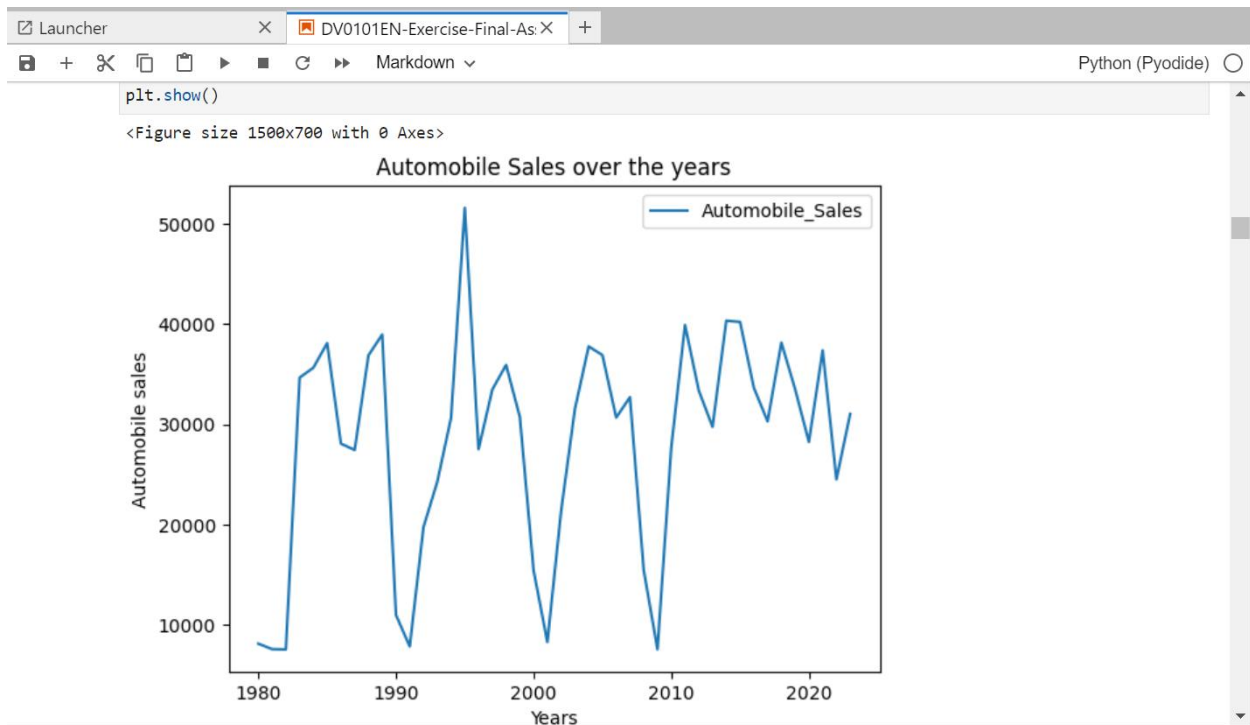 Launcher
DV0101EN-Exercise-Final-As:
Markdown
Python (Pyodide)
plt.show()
<Figure size 1500x700 with 0 Axes>
Automobile Sales over the years
Automobile_Sales
50000
40000
30000
20000
10000
Automobile sales
1980 1990 2000 2010 2020
Years